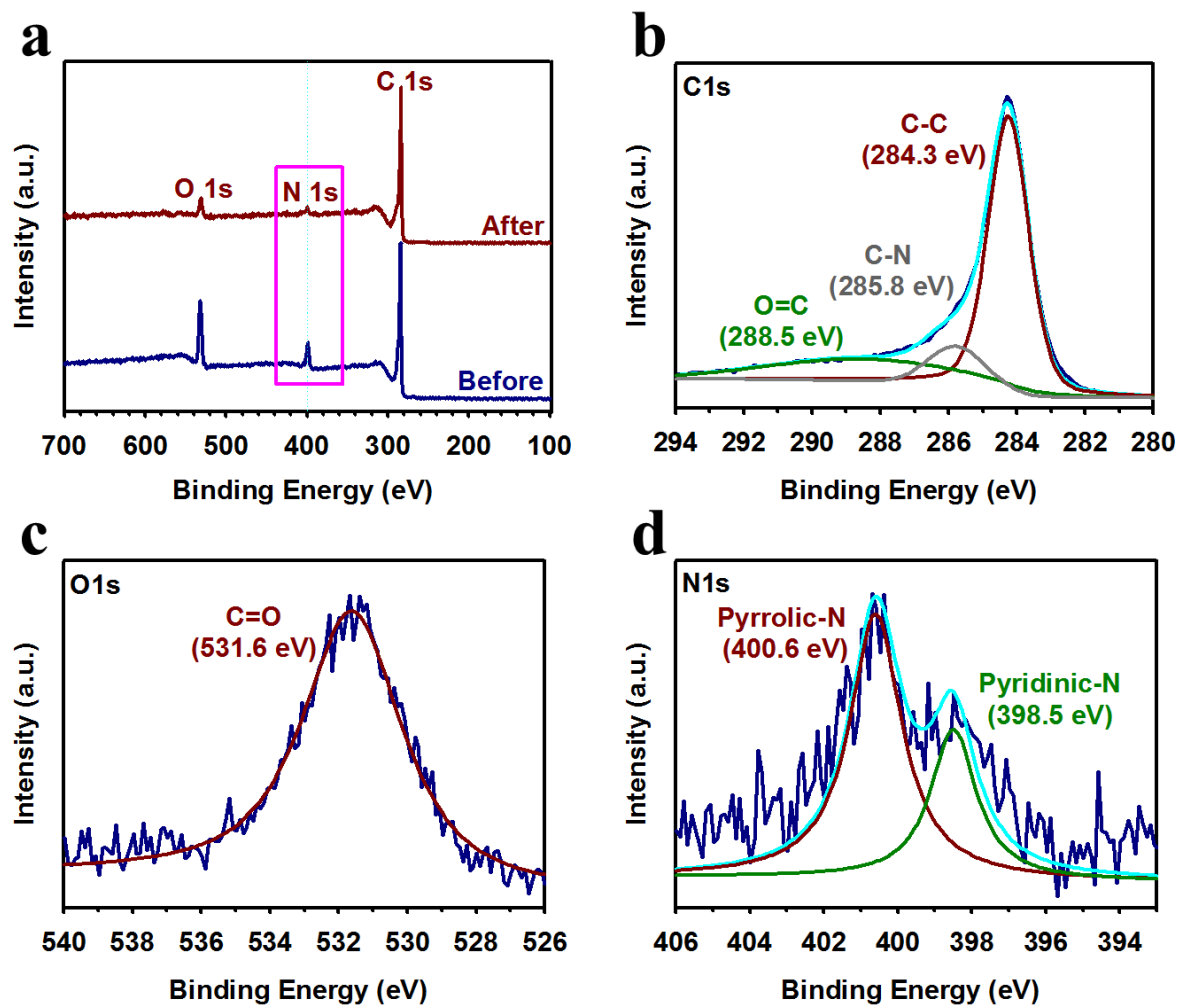 a
C 1s
O 1s
N 1s
After
Before
Intensity (a.u.)
700 600 500 400 300 200 100
Binding Energy (eV)
b
C1s
C-C
(284.3 eV)
C-N
(285.8 eV)
O=C
(288.5 eV)
Intensity (a.u.)
294 292 290 288 286 284 282 280
Binding Energy (eV)
c
O1s
C=O
(531.6 eV)
Intensity (a.u.)
540 538 536 534 532 530 528 526
Binding Energy (eV)
d
N1s
Pyrrolic-N
(400.6 eV)
Pyridinic-N
(398.5 eV)
Intensity (a.u.)
406 404 402 400 398 396 394
Binding Energy (eV)